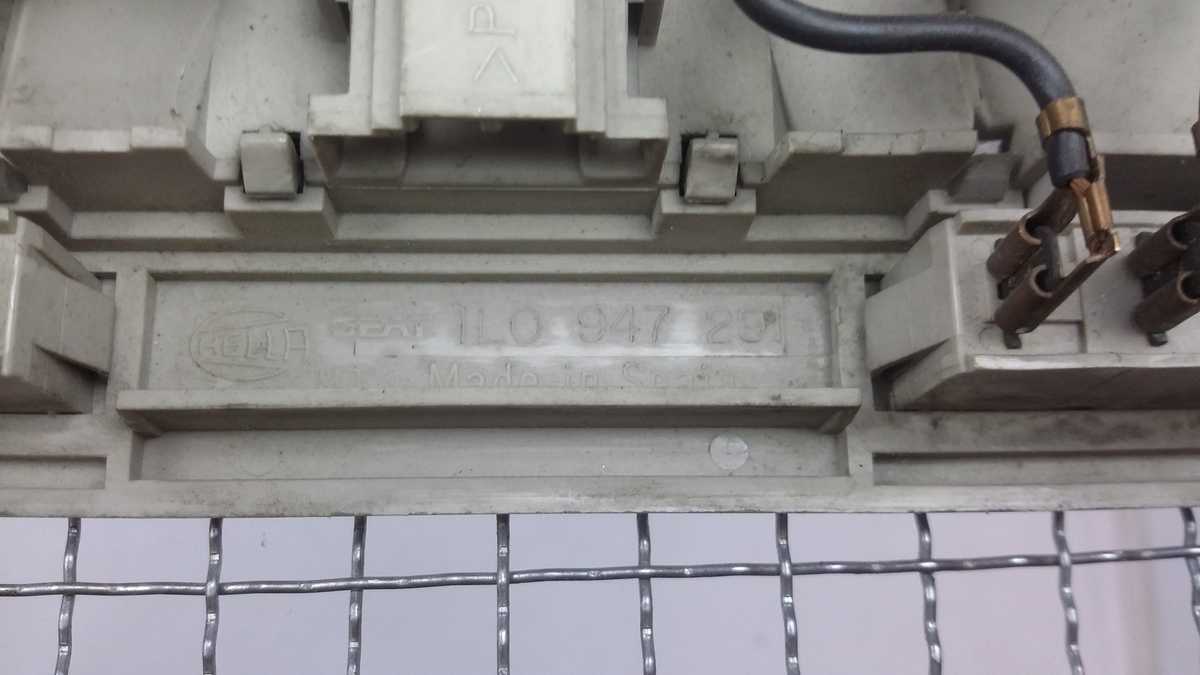 HELLA SEAT 1L0 947 291
Made in Spain